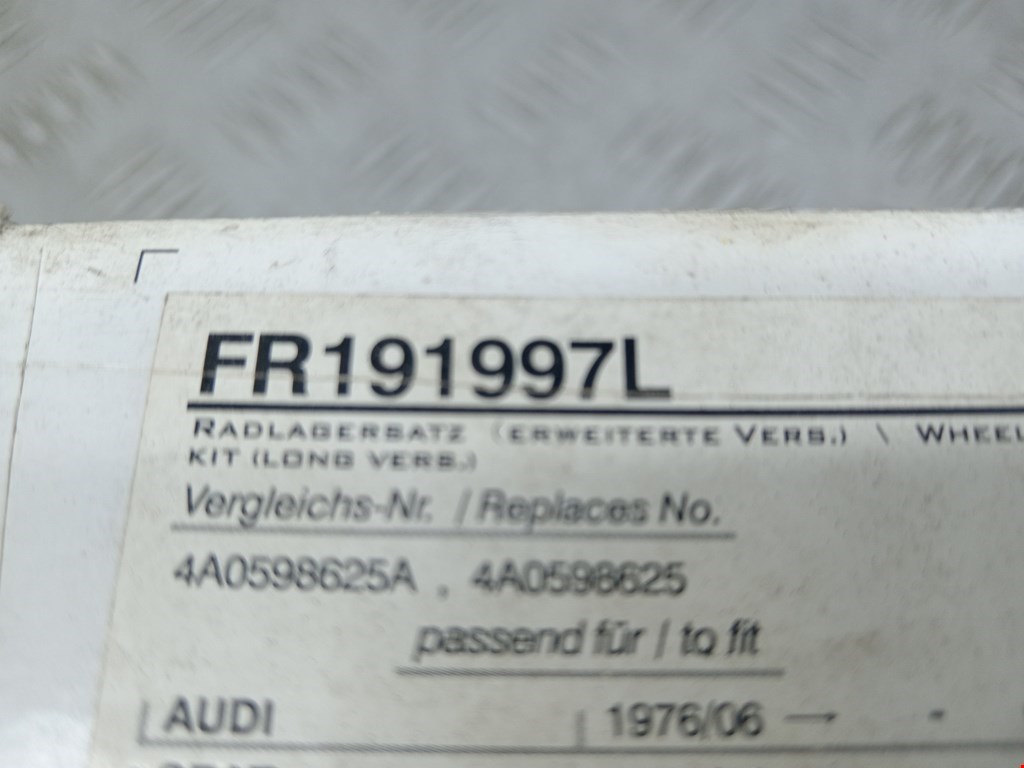 FR191997L
RADLAGERSATZ (ERWEITERTE VERS.) \ WHEEL
KIT (LONG VERS.)
Vergleichs-Nr. / Replaces No.
4A0598625A , 4A0598625
passend für / to fit
AUDI 1976/06 → -